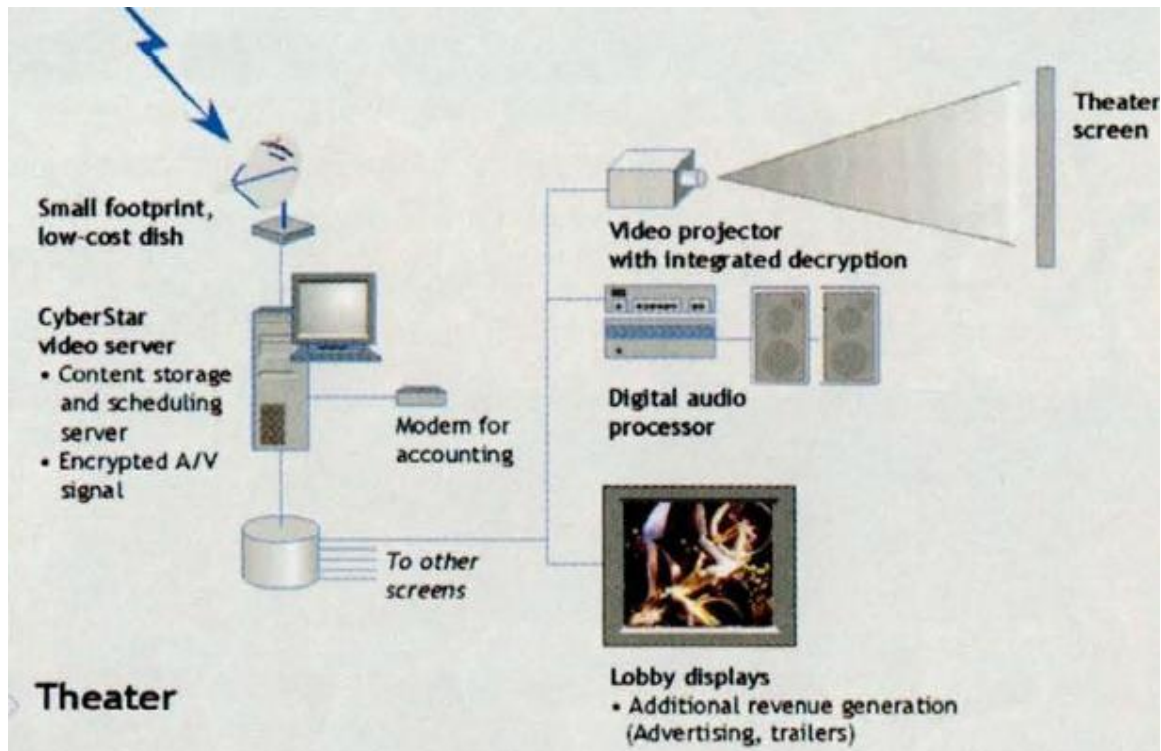 Theater
screen
Small footprint,
low-cost dish
Video projector
with integrated decryption
CyberStar
video server
• Content storage
and scheduling
server
• Encrypted A/V
signal
Modem for
accounting
Digital audio
processor
To other
screens
Lobby displays
• Additional revenue generation
(Advertising, trailers)
Theater